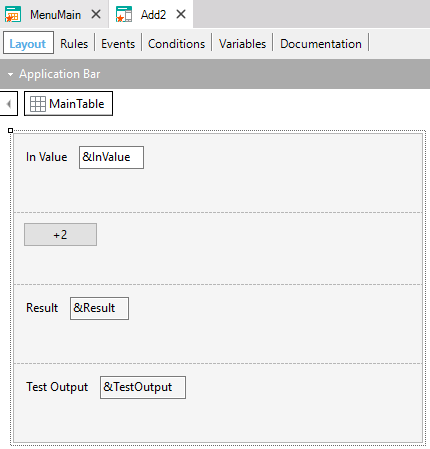 MenuMain Add2
Layout Rules Events Conditions Variables Documentation
Application Bar
MainTable
In Value &InValue
+2
Result &Result
Test Output &TestOutput